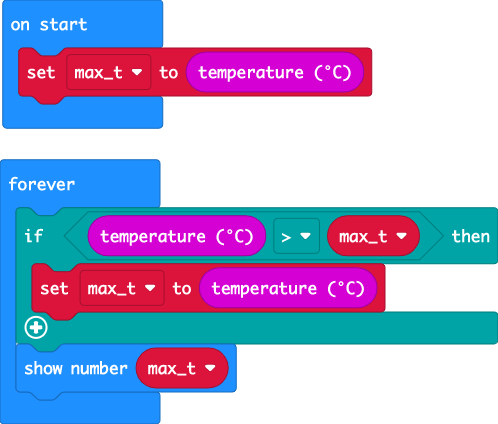 on start
set max_t to temperature (°C)
forever
if temperature (°C) > max_t then
set max_t to temperature (°C)
show number max_t